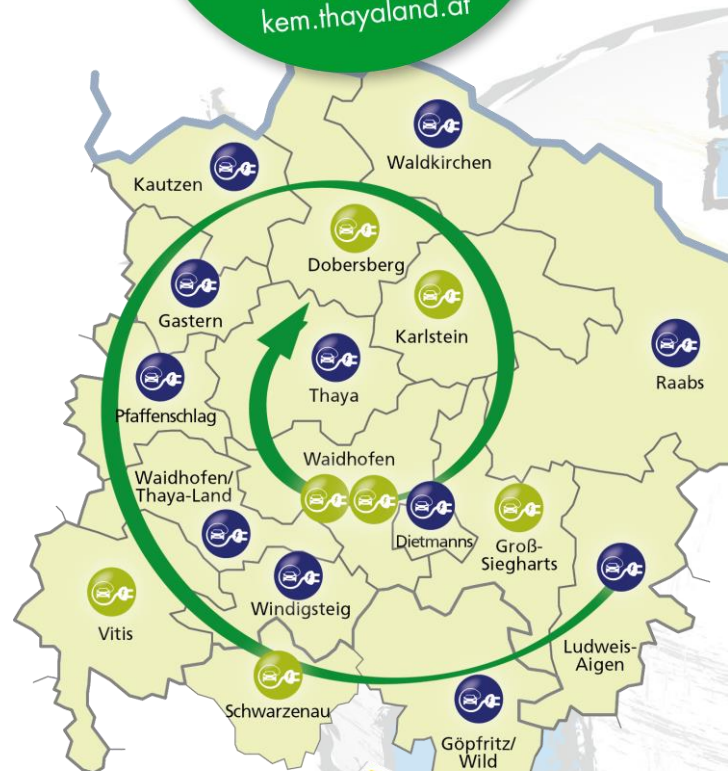 kem.thayaland.at
Waldkirchen
Kautzen
Dobersberg
Gastern
Karlstein
Raabs
Thaya
Pfaffenschlag
Waidhofen
Waidhofen/
Thaya-Land
Dietmanns
Groß-
Siegharts
Windigsteig
Vitis
Ludweis-
Aigen
Schwarzenau
Göpfritz/
Wild